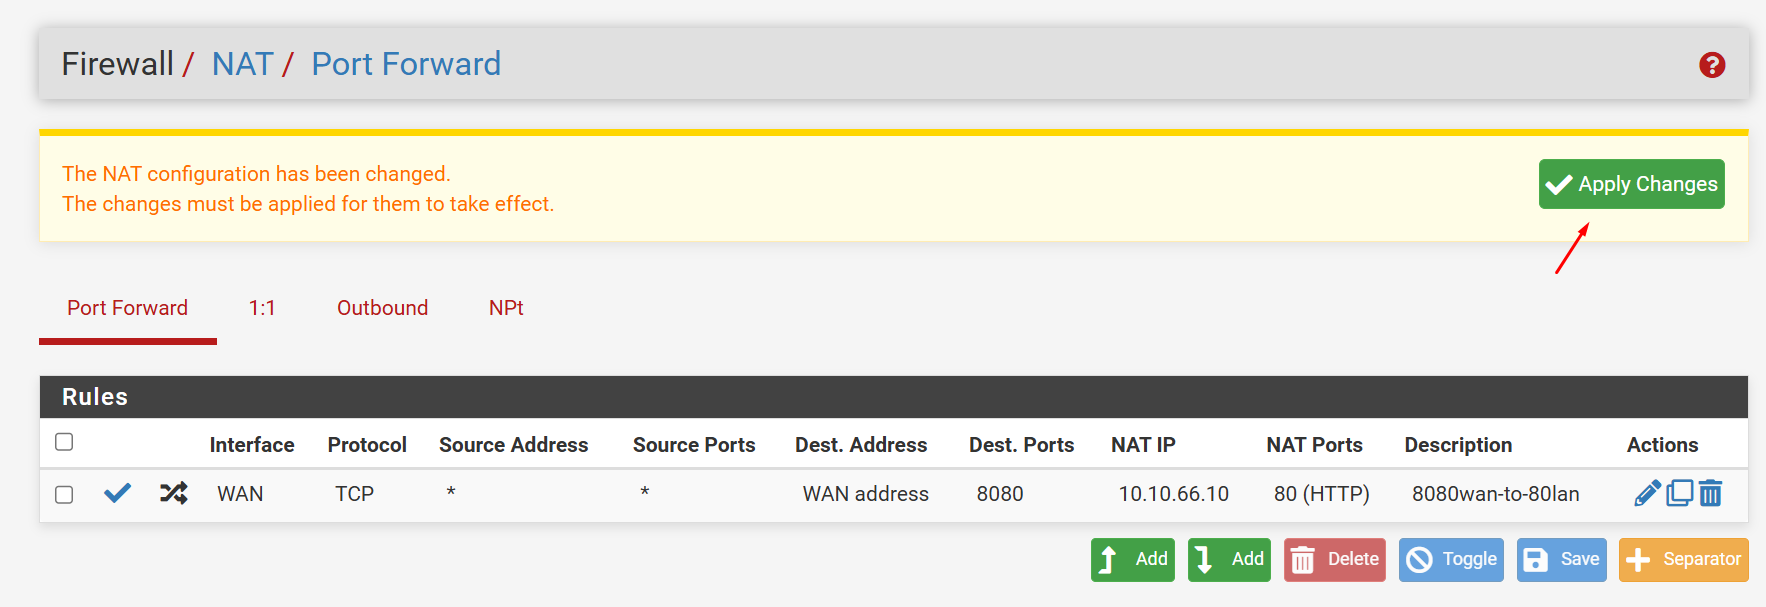 Firewall / NAT / Port Forward
The NAT configuration has been changed.
The changes must be applied for them to take effect.
Apply Changes
Port Forward 1:1 Outbound NPt
Rules
Interface Protocol Source Address Source Ports Dest. Address Dest. Ports NAT IP NAT Ports Description Actions
WAN TCP * * WAN address 8080 10.10.66.10 80 (HTTP) 8080wan-to-80lan
Add Add Delete Toggle Save Separator